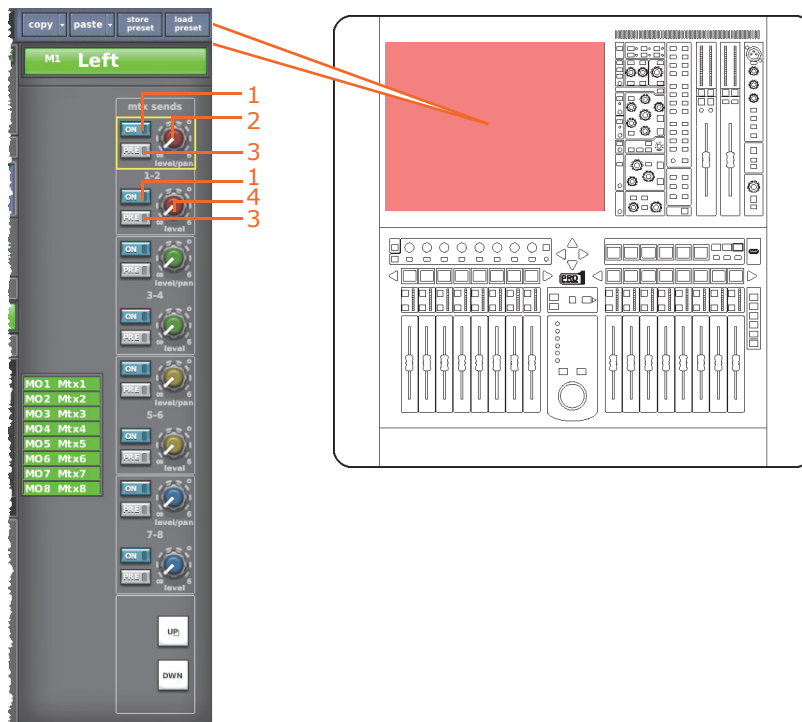 copy paste store preset load preset
M1 Left
mtx sends
1
ON
2
PRE
3
level/pan
1-2
1
ON
4
PRE
3
level
ON
PRE
level/pan
3-4
ON
PRE
level
ON
PRE
level/pan
MO1 Mtx1
MO2 Mtx2
MO3 Mtx3
MO4 Mtx4
MO5 Mtx5
MO6 Mtx6
MO7 Mtx7
MO8 Mtx8
5-6
ON
PRE
level
ON
PRE
level/pan
7-8
ON
PRE
level
UP
DWN
PRO1